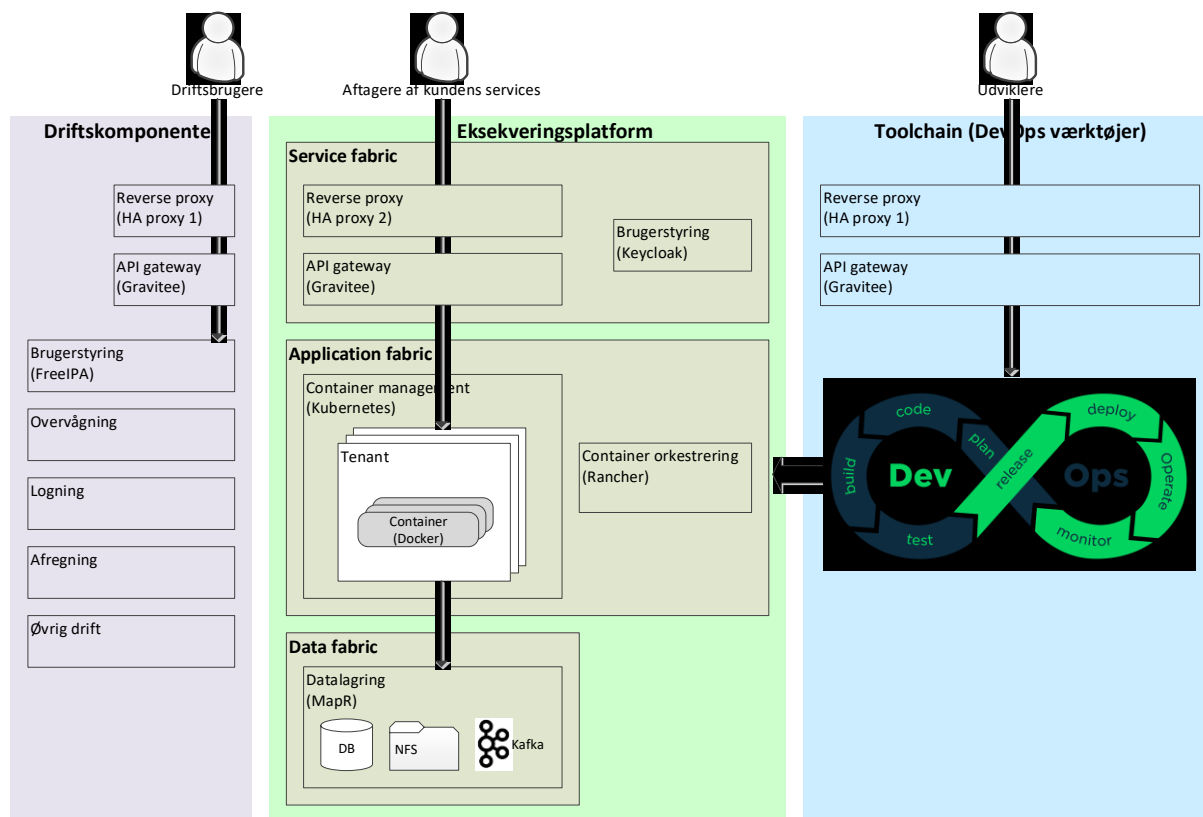 Driftsbrugere
Aftagere af kundens services
Udviklere
Driftskomponente
Reverse proxy
(HA proxy 1)
API gateway
(Gravitee)
Brugerstyring
(FreeIPA)
Overvågning
Logning
Afregning
Øvrig drift
Eksekveringsplatform
Service fabric
Reverse proxy
(HA proxy 2)
API gateway
(Gravitee)
Brugerstyring
(Keycloak)
Application fabric
Container management
(Kubernetes)
Tenant
Container
(Docker)
Container orkestrering
(Rancher)
Data fabric
Datalagring
(MapR)
DB
NFS
Kafka
Toolchain (DevOps værktøjer)
Reverse proxy
(HA proxy 1)
API gateway
(Gravitee)
code
plan
build
test
Dev
release
deploy
Operate
monitor
Ops